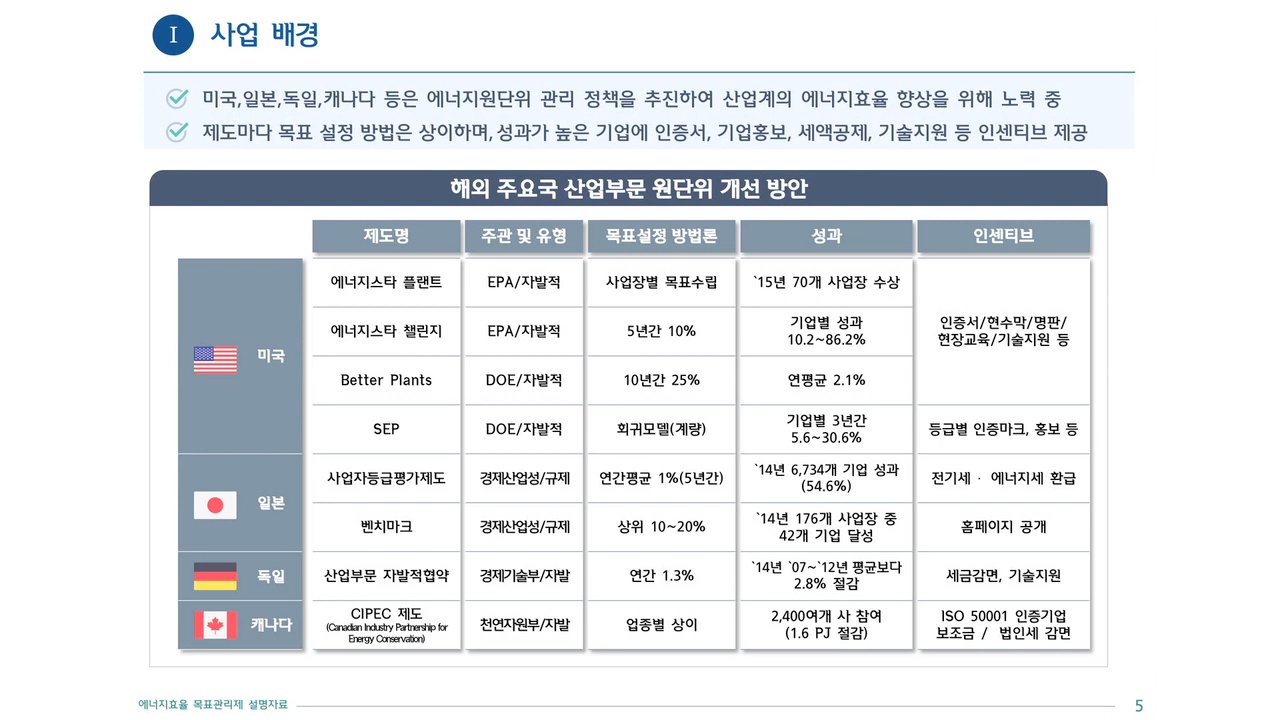 I 사업 배경
미국,일본,독일,캐나다 등은 에너지원단위 관리 정책을 추진하여 산업계의 에너지효율 향상을 위해 노력 중
제도마다 목표 설정 방법은 상이하며, 성과가 높은 기업에 인증서, 기업홍보, 세액공제, 기술지원 등 인센티브 제공
해외 주요국 산업부문 원단위 개선 방안
제도명 주관 및 유형 목표설정 방법론 성과 인센티브
미국
에너지스타 플랜트 EPA/자발적 사업장별 목표수립 `15년 70개 사업장 수상
에너지스타 챌린지 EPA/자발적 5년간 10% 기업별 성과
10.2~86.2%
인증서/현수막/명판/
현장교육/기술지원 등
Better Plants DOE/자발적 10년간 25% 연평균 2.1%
SEP DOE/자발적 회귀모델(계량) 기업별 3년간
5.6~30.6%
등급별 인증마크, 홍보 등
일본
사업자등급평가제도 경제산업성/규제 연간평균 1%(5년간) `14년 6,734개 기업 성과
(54.6%)
전기세 · 에너지세 환급
벤치마크 경제산업성/규제 상위 10~20% `14년 176개 사업장 중
42개 기업 달성
홈페이지 공개
독일
산업부문 자발적협약 경제기술부/자발 연간 1.3% `14년 `07~`12년 평균보다
2.8% 절감
세금감면, 기술지원
캐나다
CIPEC 제도
(Canadian Industry Partnership for
Energy Conservation)
천연자원부/자발 업종별 상이 2,400여개 사 참여
(1.6 PJ 절감)
ISO 50001 인증기업
보조금 / 법인세 감면
에너지효율 목표관리제 설명자료 5